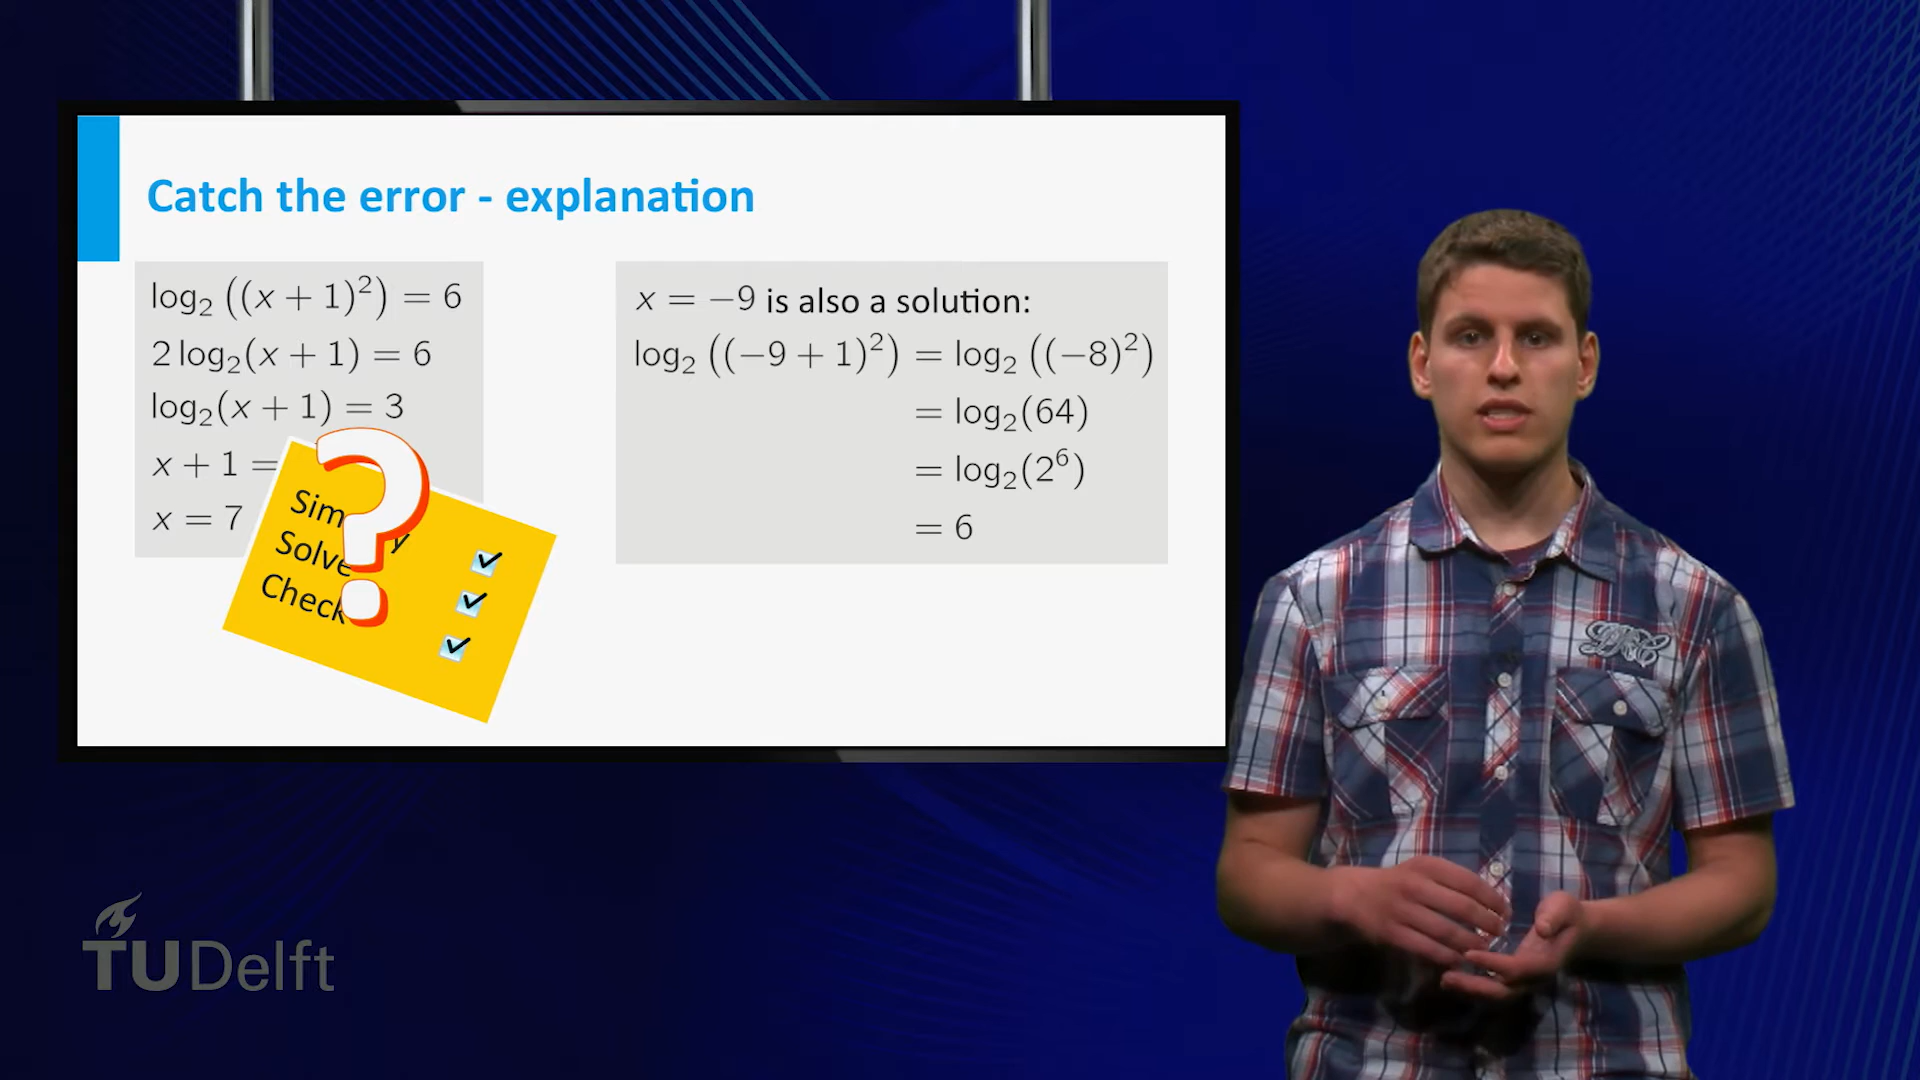 Catch the error - explanation
log₂ ((x + 1)²) = 6
2 log₂(x + 1) = 6
log₂(x + 1) = 3
x + 1 =
x = 7
Solve
Check
?
x = −9 is also a solution:
log₂ ((−9 + 1)²) = log₂ ((−8)²)
= log₂(64)
= log₂(2⁶)
= 6
TUDelft